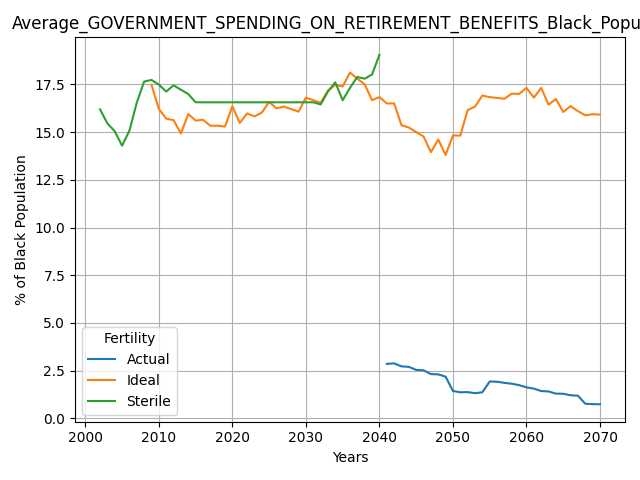 Average_GOVERNMENT_SPENDING_ON_RETIREMENT_BENEFITS_Black_Popu
% of Black Population
17.5
15.0
12.5
10.0
7.5
5.0
2.5
0.0
Fertility
Actual
Ideal
Sterile
2000 2010 2020 2030 2040 2050 2060 2070
Years